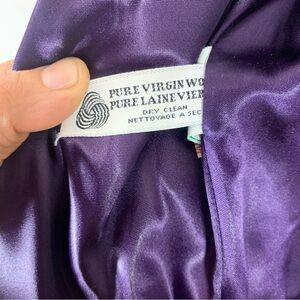 PURE VIRGIN WO
PURE LAINE VIER
DRY CLEAN
NETTOYAGE A SEC